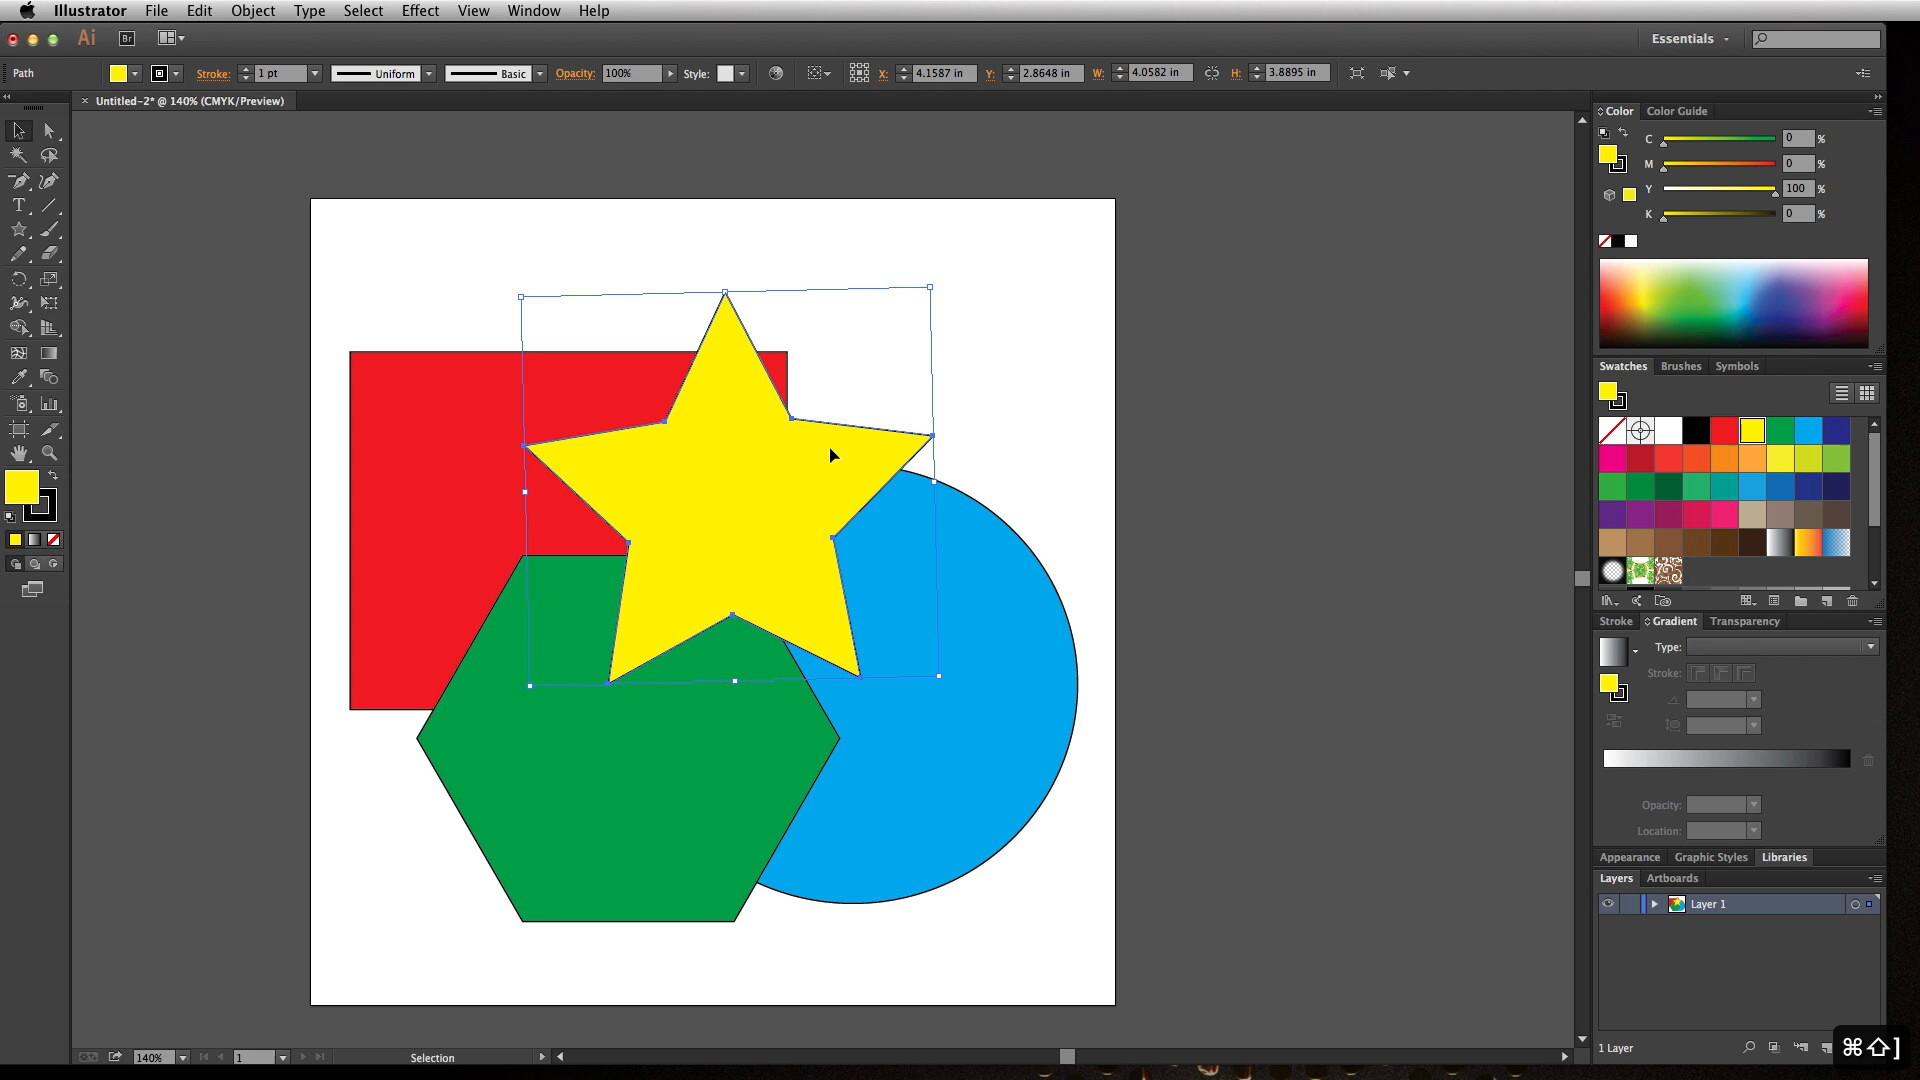 Illustrator File Edit Object Type Select Effect View Window Help
Ai Br Essentials
Path Stroke: 1 pt Uniform Basic Opacity: 100% Style: X: 4.1587 in Y: 2.8648 in W: 4.0582 in H: 3.8895 in
× Untitled-2* @ 140% (CMYK/Preview)
Color Color Guide
C 0 %
M 0 %
Y 100 %
K 0 %
Swatches Brushes Symbols
Stroke Gradient Transparency
Type:
Stroke:
Opacity:
Location:
Appearance Graphic Styles Libraries
Layers Artboards
Layer 1
1 Layer
⌘⇧]
140% 1 Selection